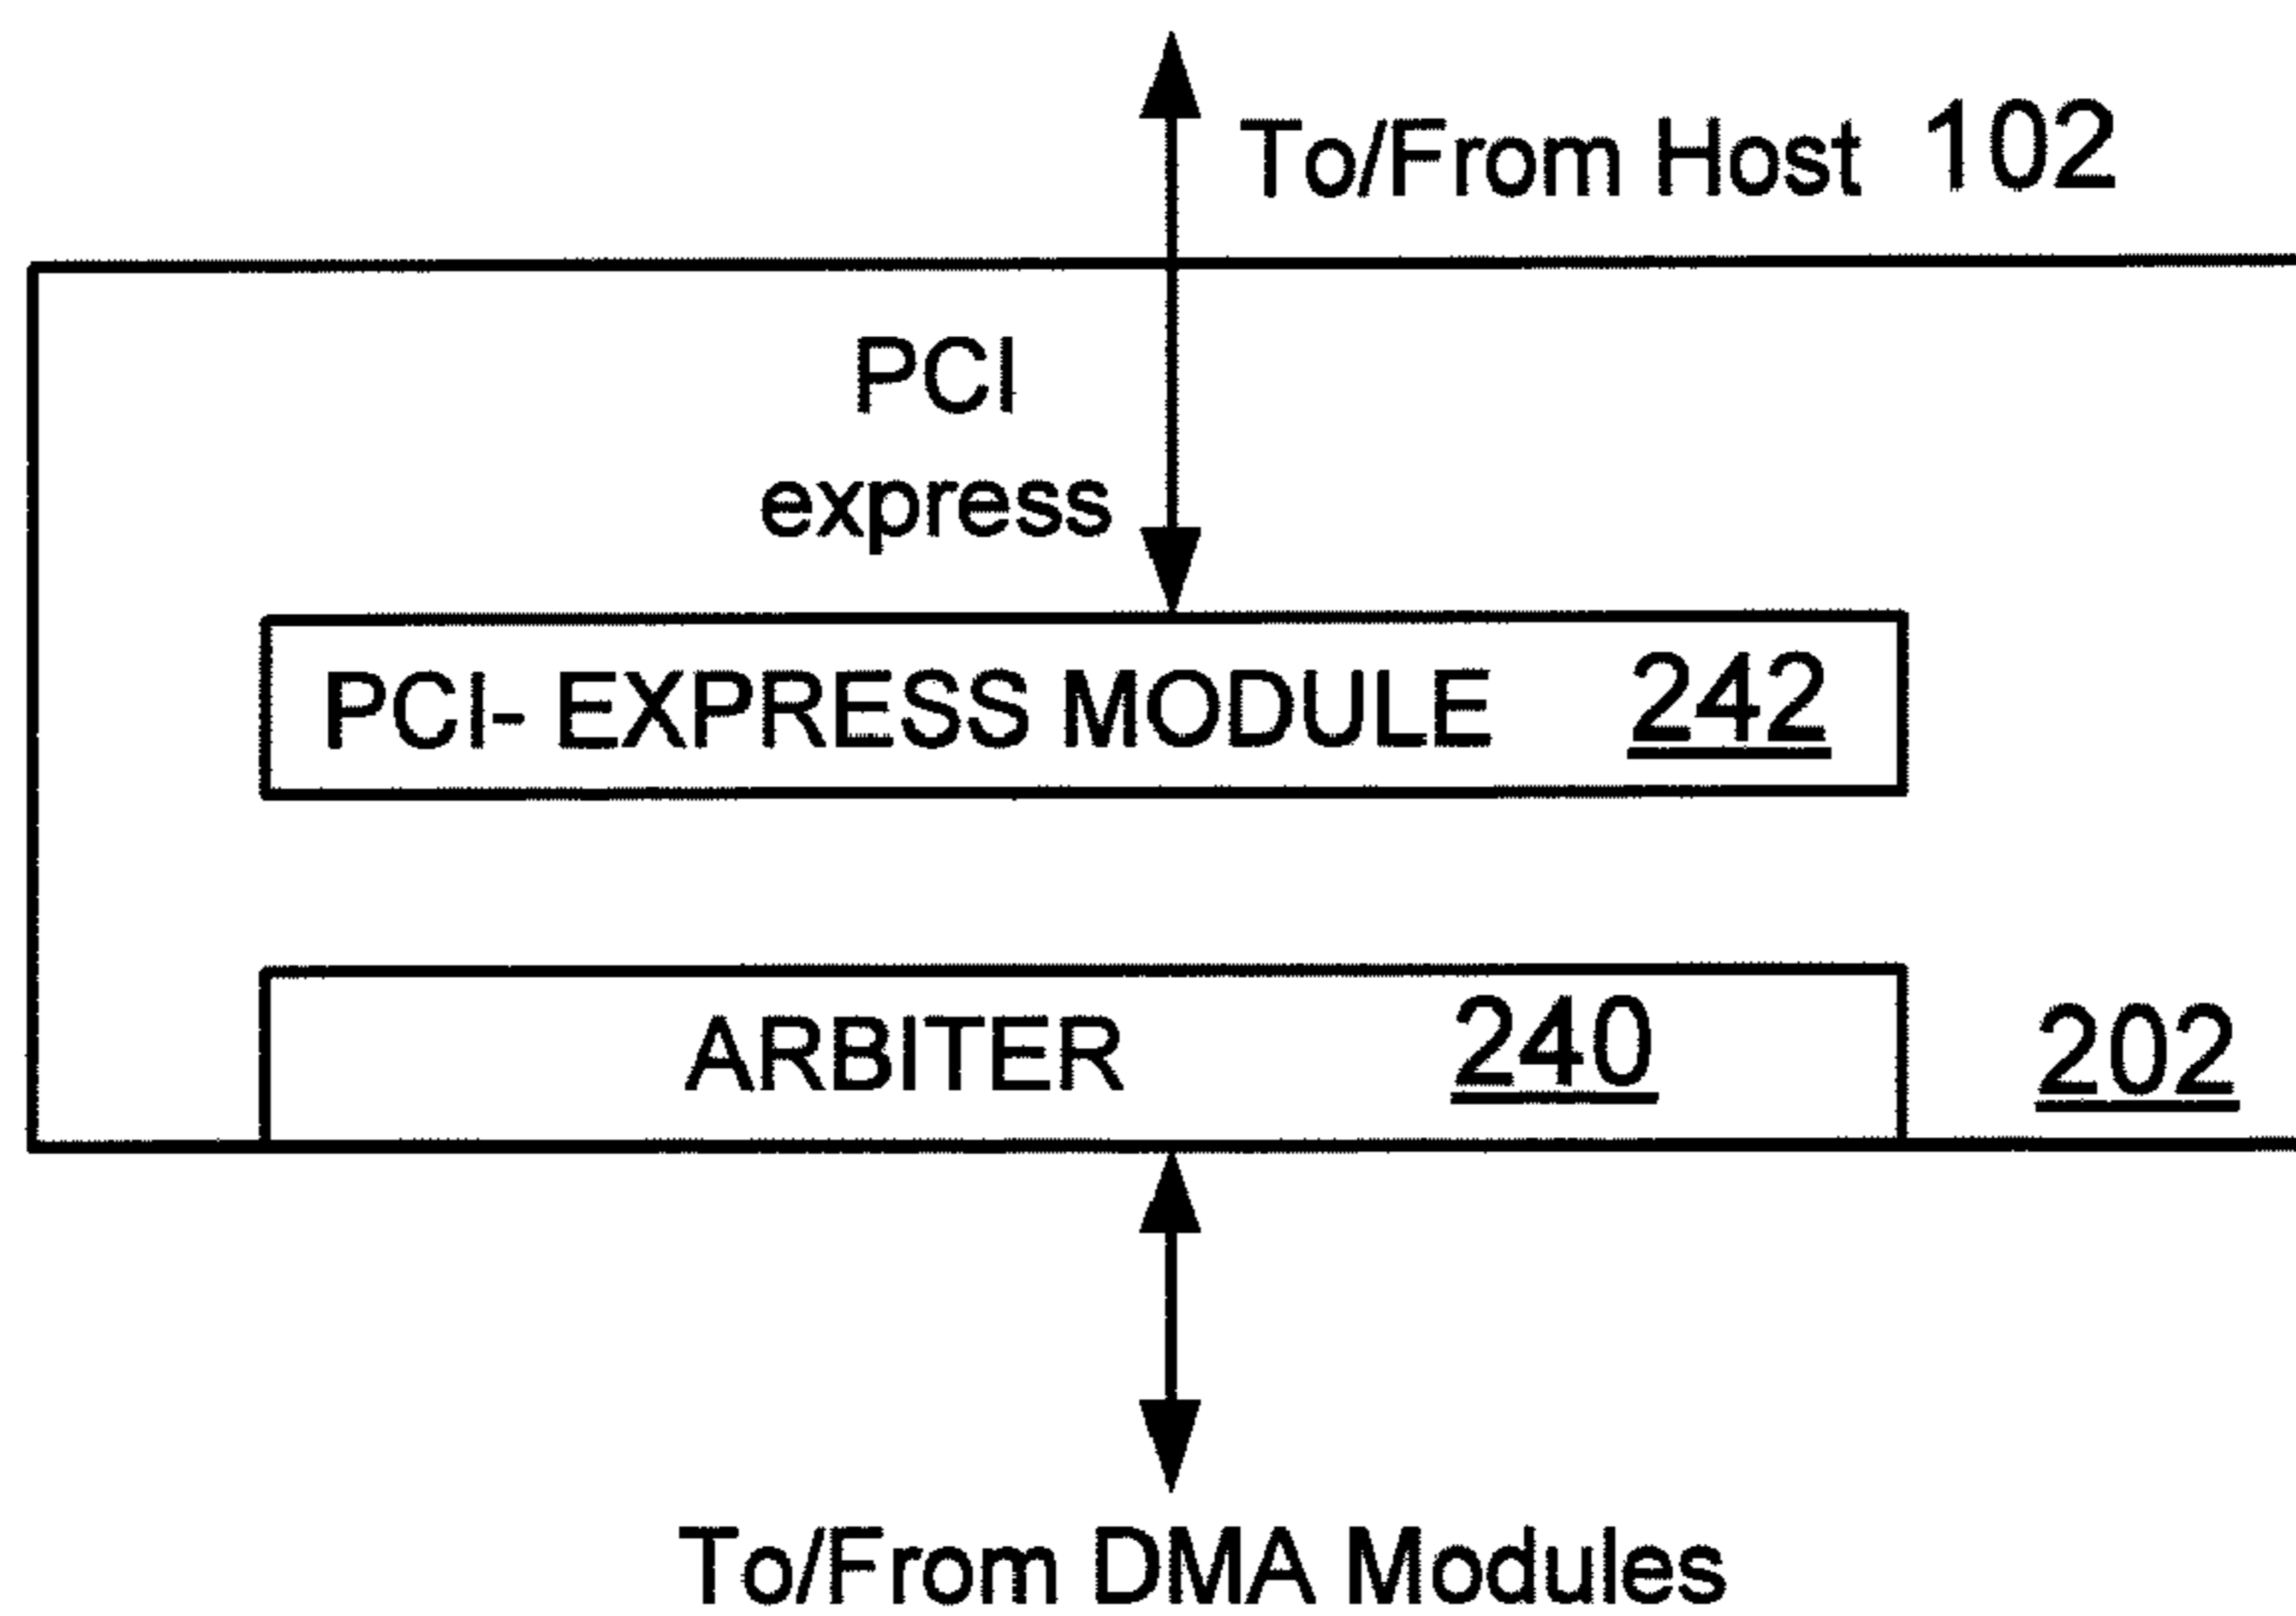 To/From Host 102
PCI
express
PCI- EXPRESS MODULE 242
ARBITER 240
202
To/From DMA Modules